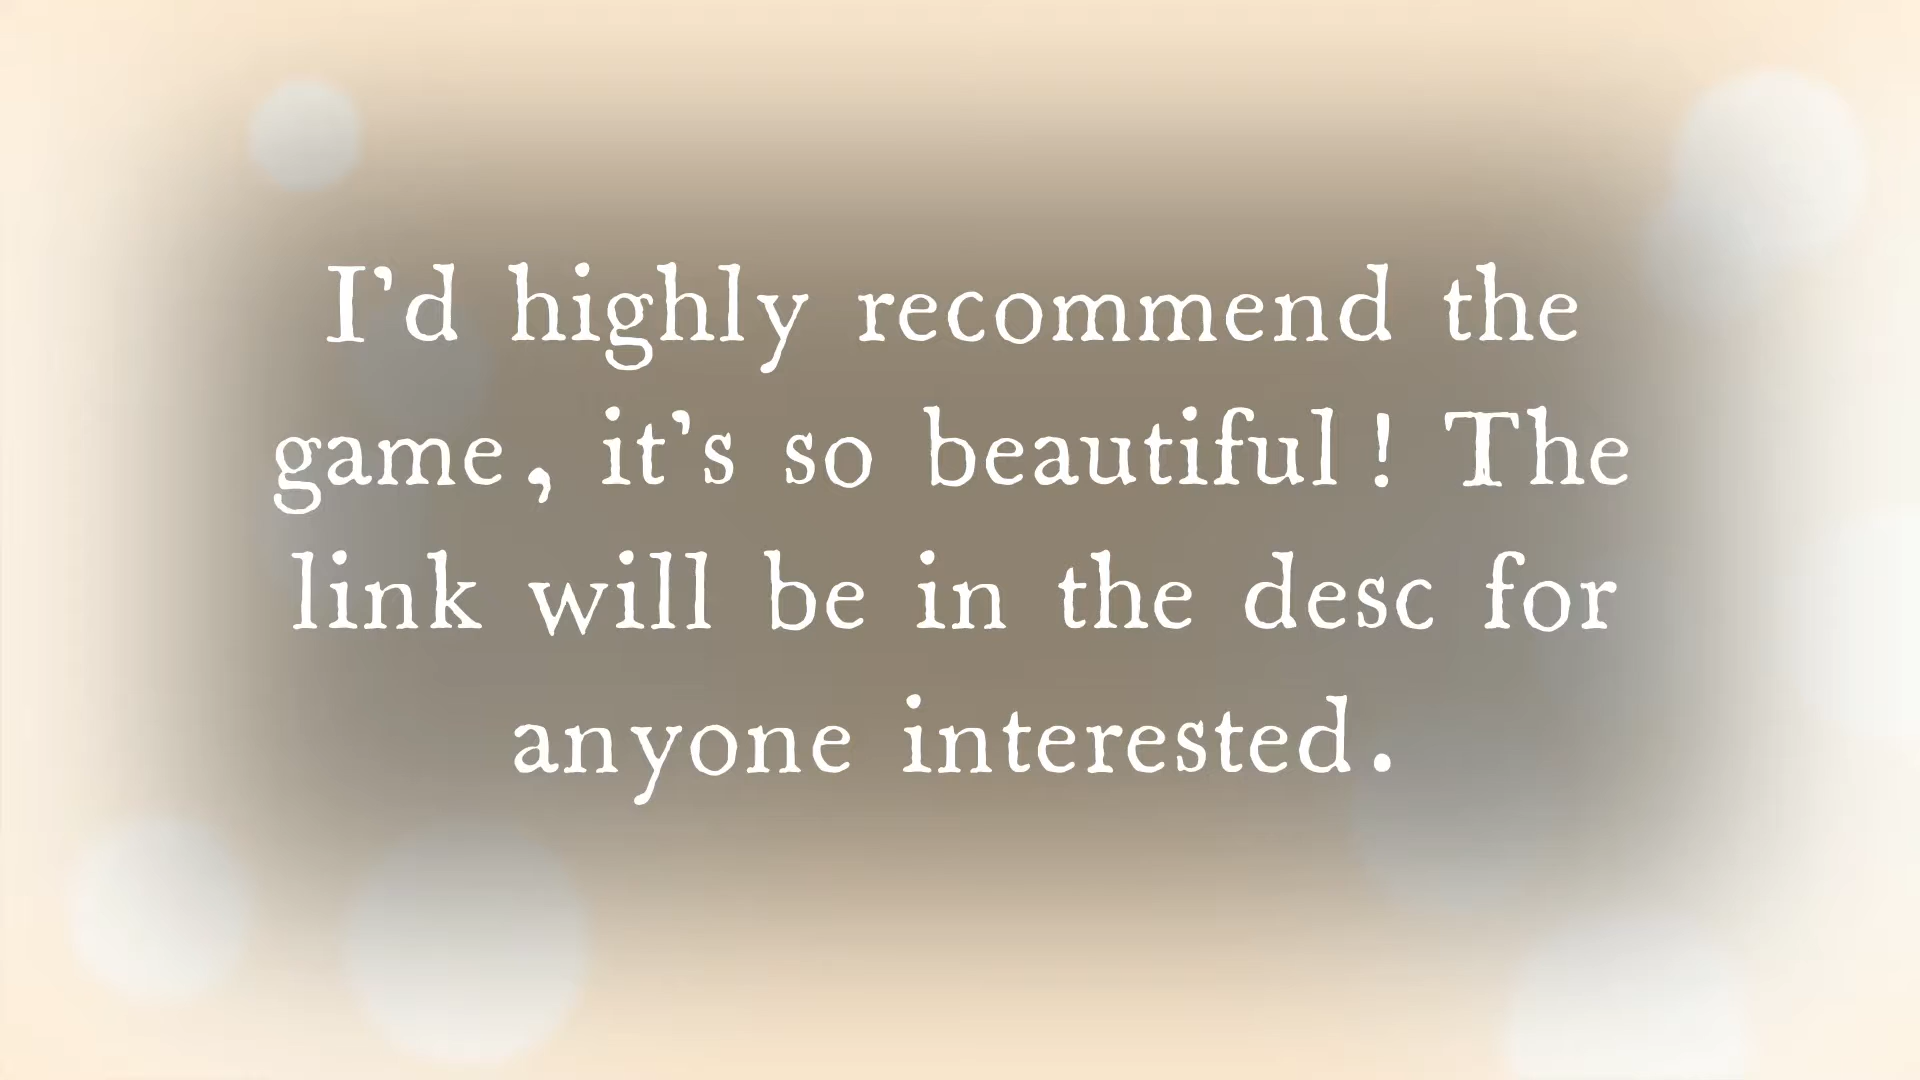 I'd highly recommend the
game, it's so beautiful! The
link will be in the desc for
anyone interested.